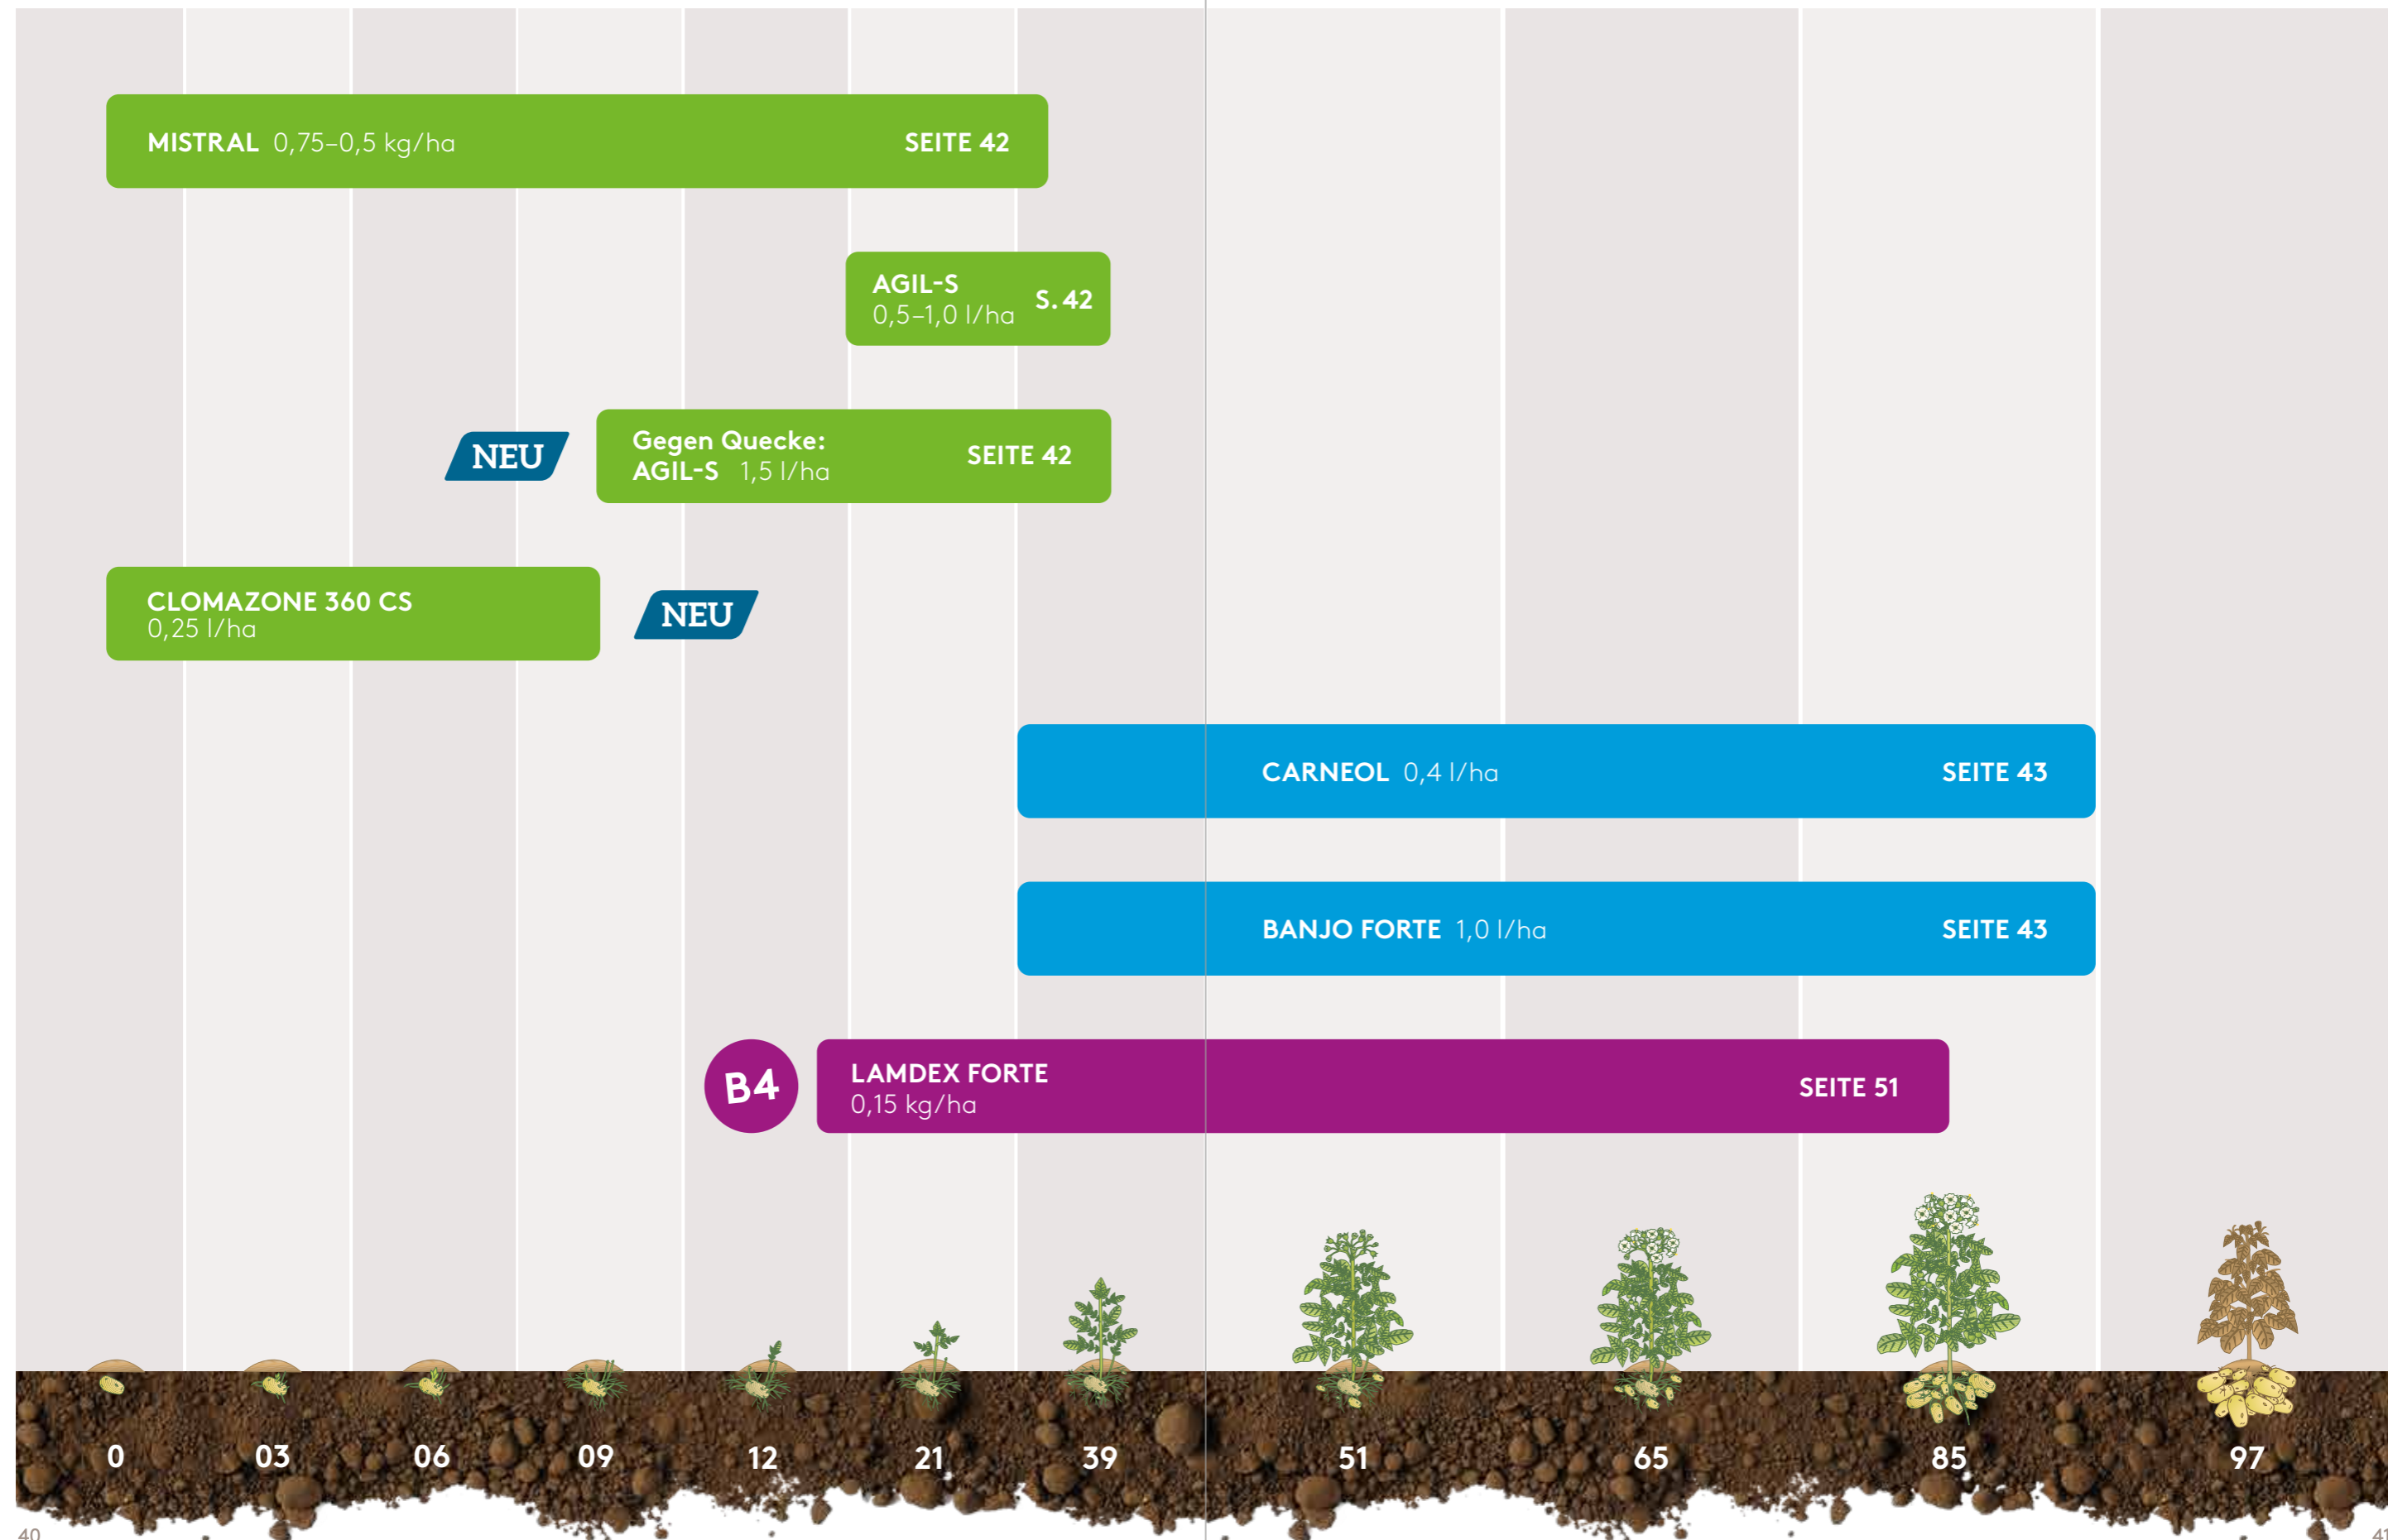 MISTRAL 0,75–0,5 kg/ha SEITE 42
AGIL-S
0,5–1,0 l/ha
S. 42
NEU
Gegen Quecke:
AGIL-S 1,5 l/ha
SEITE 42
CLOMAZONE 360 CS
0,25 l/ha
NEU
CARNEOL 0,4 l/ha SEITE 43
BANJO FORTE 1,0 l/ha SEITE 43
B4
LAMDEX FORTE
0,15 kg/ha
SEITE 51
0 03 06 09 12 21 39 51 65 85 97
40 41